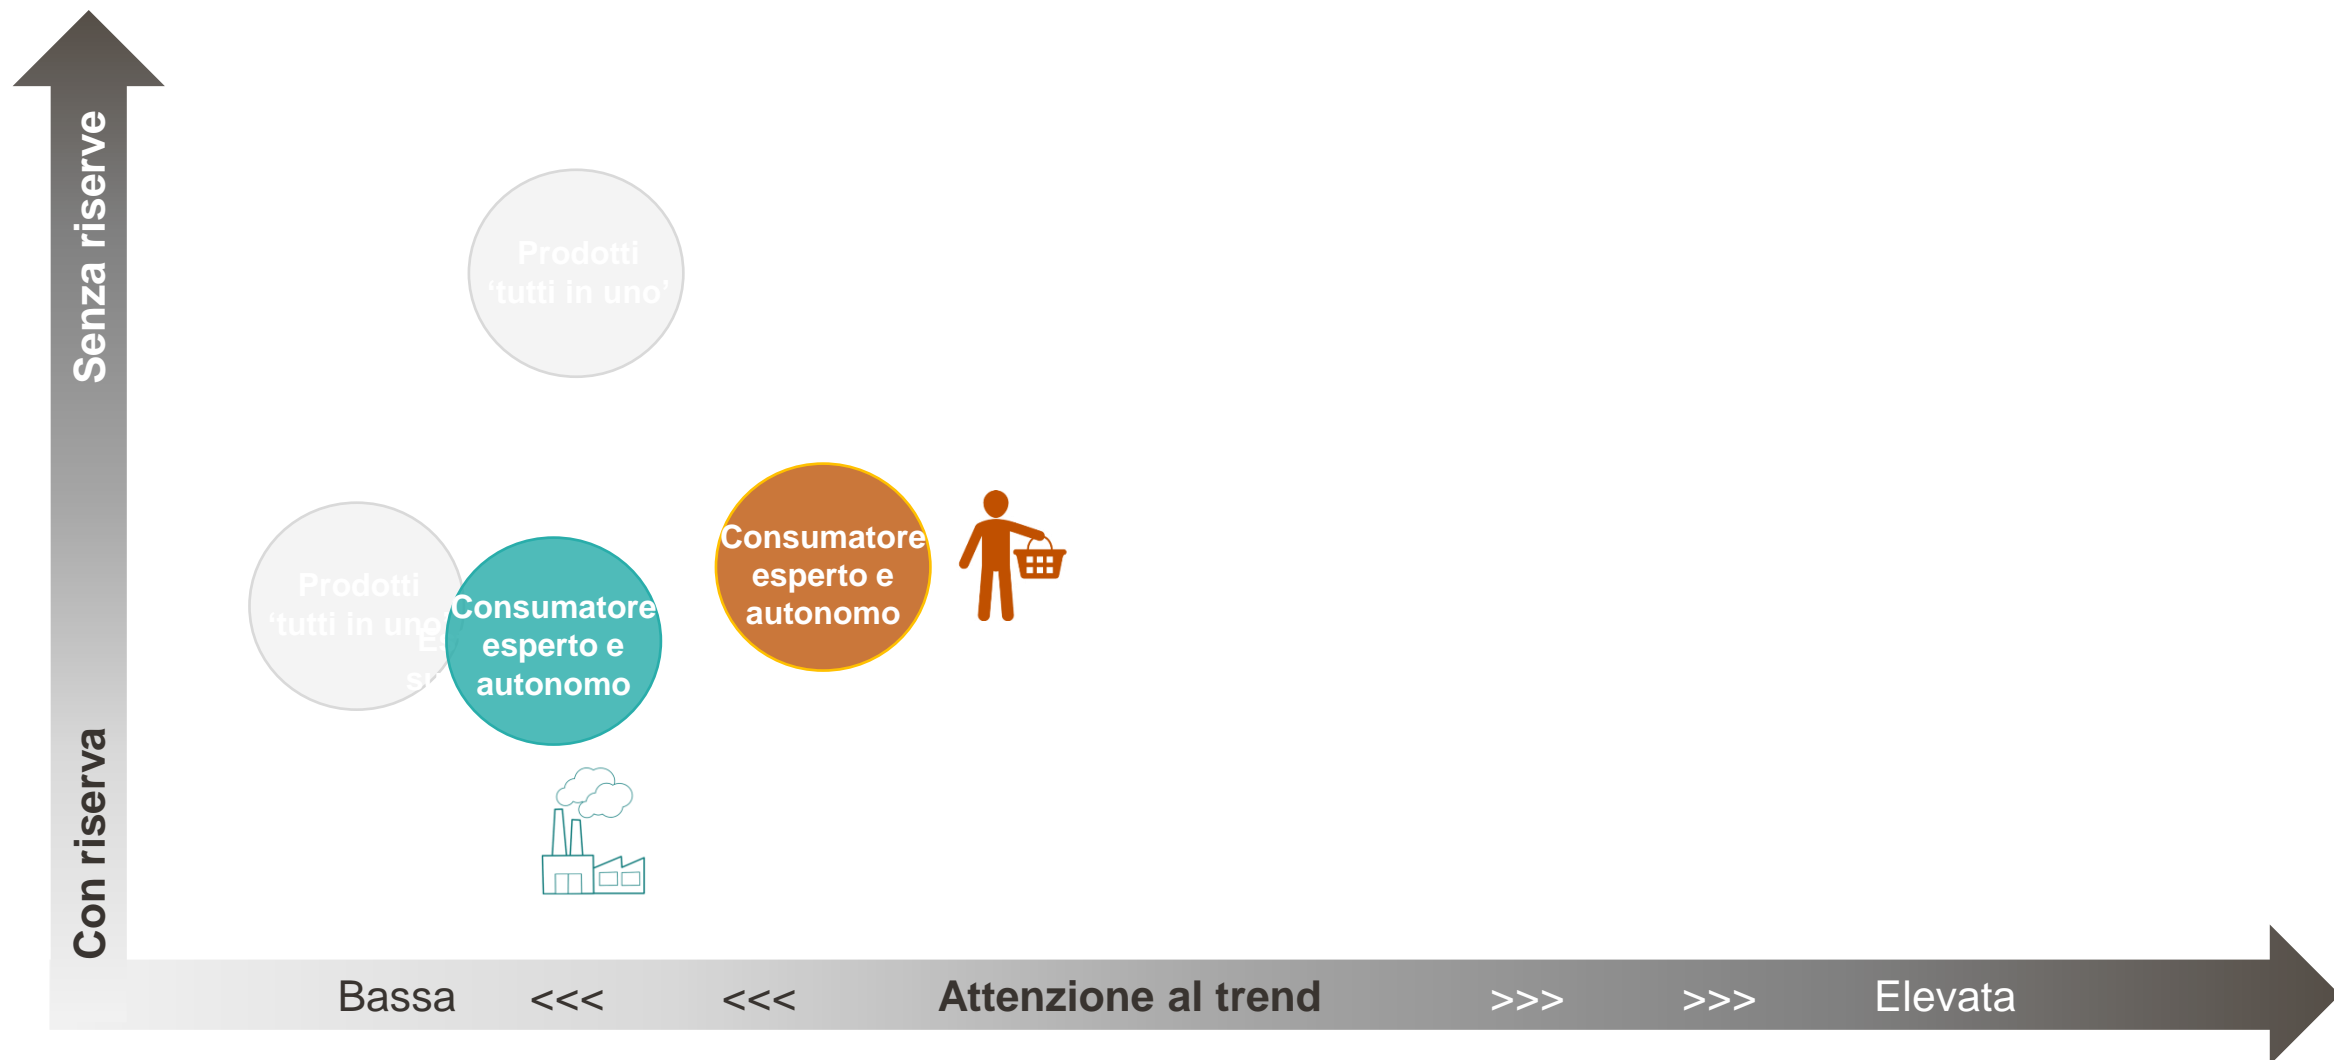 Senza riserve
Prodotti
‘tutti in uno’
Consumatore
esperto e
autonomo
Prodotti
‘tutti in uno’
Consumatore
esperto e
autonomo
Con riserva
Bassa <<< <<< Attenzione al trend >>> >>> Elevata